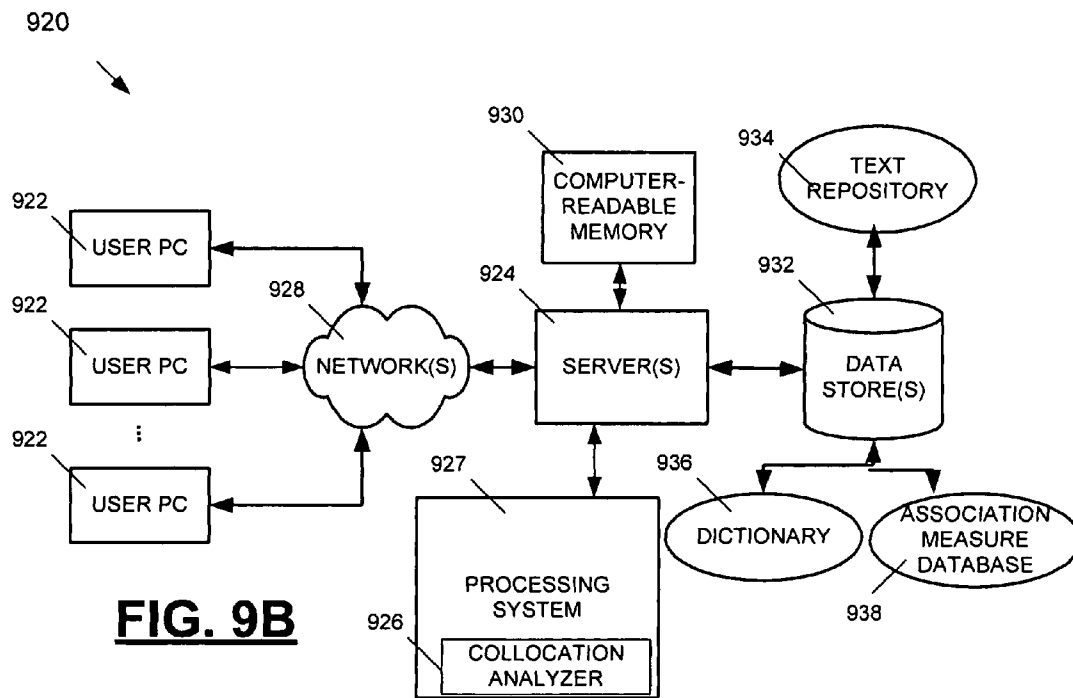 920
930
COMPUTER-
READABLE
MEMORY
934
TEXT
REPOSITORY
922
USER PC
922
USER PC
...
922
USER PC
928
NETWORK(S)
924
SERVER(S)
932
DATA
STORE(S)
927
PROCESSING
SYSTEM
926
COLLOCATION
ANALYZER
936
DICTIONARY
ASSOCIATION
MEASURE
DATABASE
938
FIG. 9B